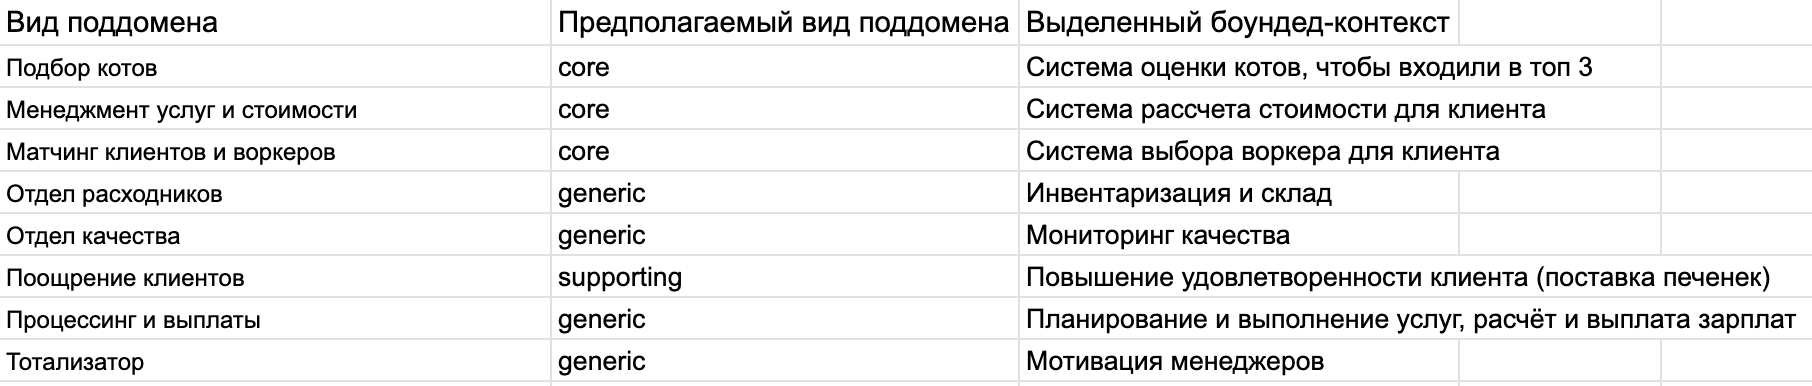 Вид поддомена Предполагаемый вид поддомена Выделенный боундед-контекст
Подбор котов core Система оценки котов, чтобы входили в топ 3
Менеджмент услуг и стоимости core Система рассчета стоимости для клиента
Матчинг клиентов и воркеров core Система выбора воркера для клиента
Отдел расходников generic Инвентаризация и склад
Отдел качества generic Мониторинг качества
Поощрение клиентов supporting Повышение удовлетворенности клиента (поставка печенек)
Процессинг и выплаты generic Планирование и выполнение услуг, расчёт и выплата зарплат
Тотализатор generic Мотивация менеджеров